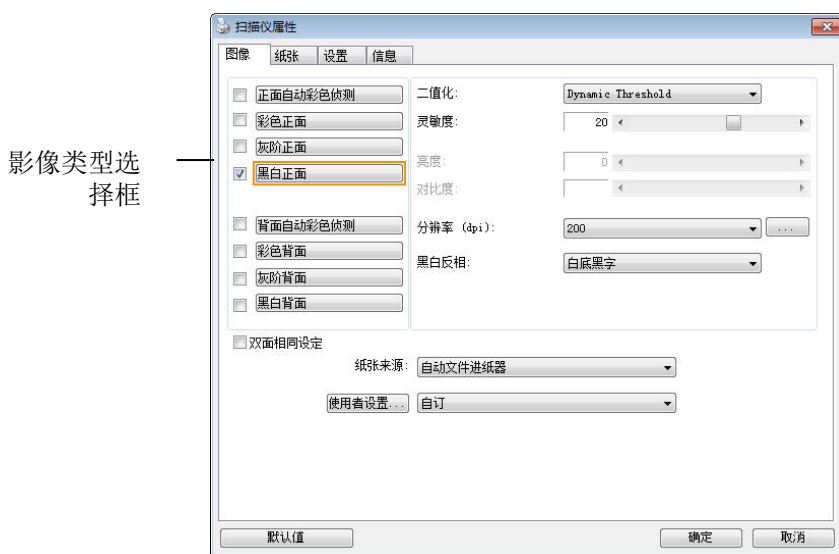 扫描仪属性
图像 纸张 设置 信息
影像类型选
择框
正面自动彩色侦测
彩色正面
灰阶正面
黑白正面
背面自动彩色侦测
彩色背面
灰阶背面
黑白背面
二值化: Dynamic Threshold
灵敏度: 20
亮度: 0
对比度:
分辨率 (dpi): 200 ...
黑白反相: 白底黑字
双面相同设定
纸张来源: 自动文件进纸器
使用者设置... 自订
默认值 确定 取消